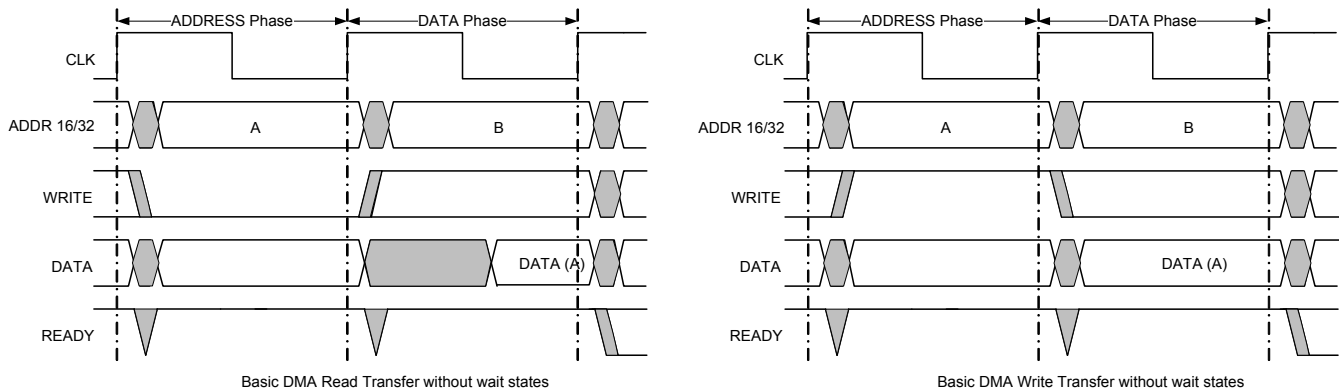 ADDRESS Phase DATA Phase
CLK
ADDR 16/32 A B
WRITE
DATA DATA (A)
READY
Basic DMA Read Transfer without wait states
ADDRESS Phase DATA Phase
CLK
ADDR 16/32 A B
WRITE
DATA DATA (A)
READY
Basic DMA Write Transfer without wait states